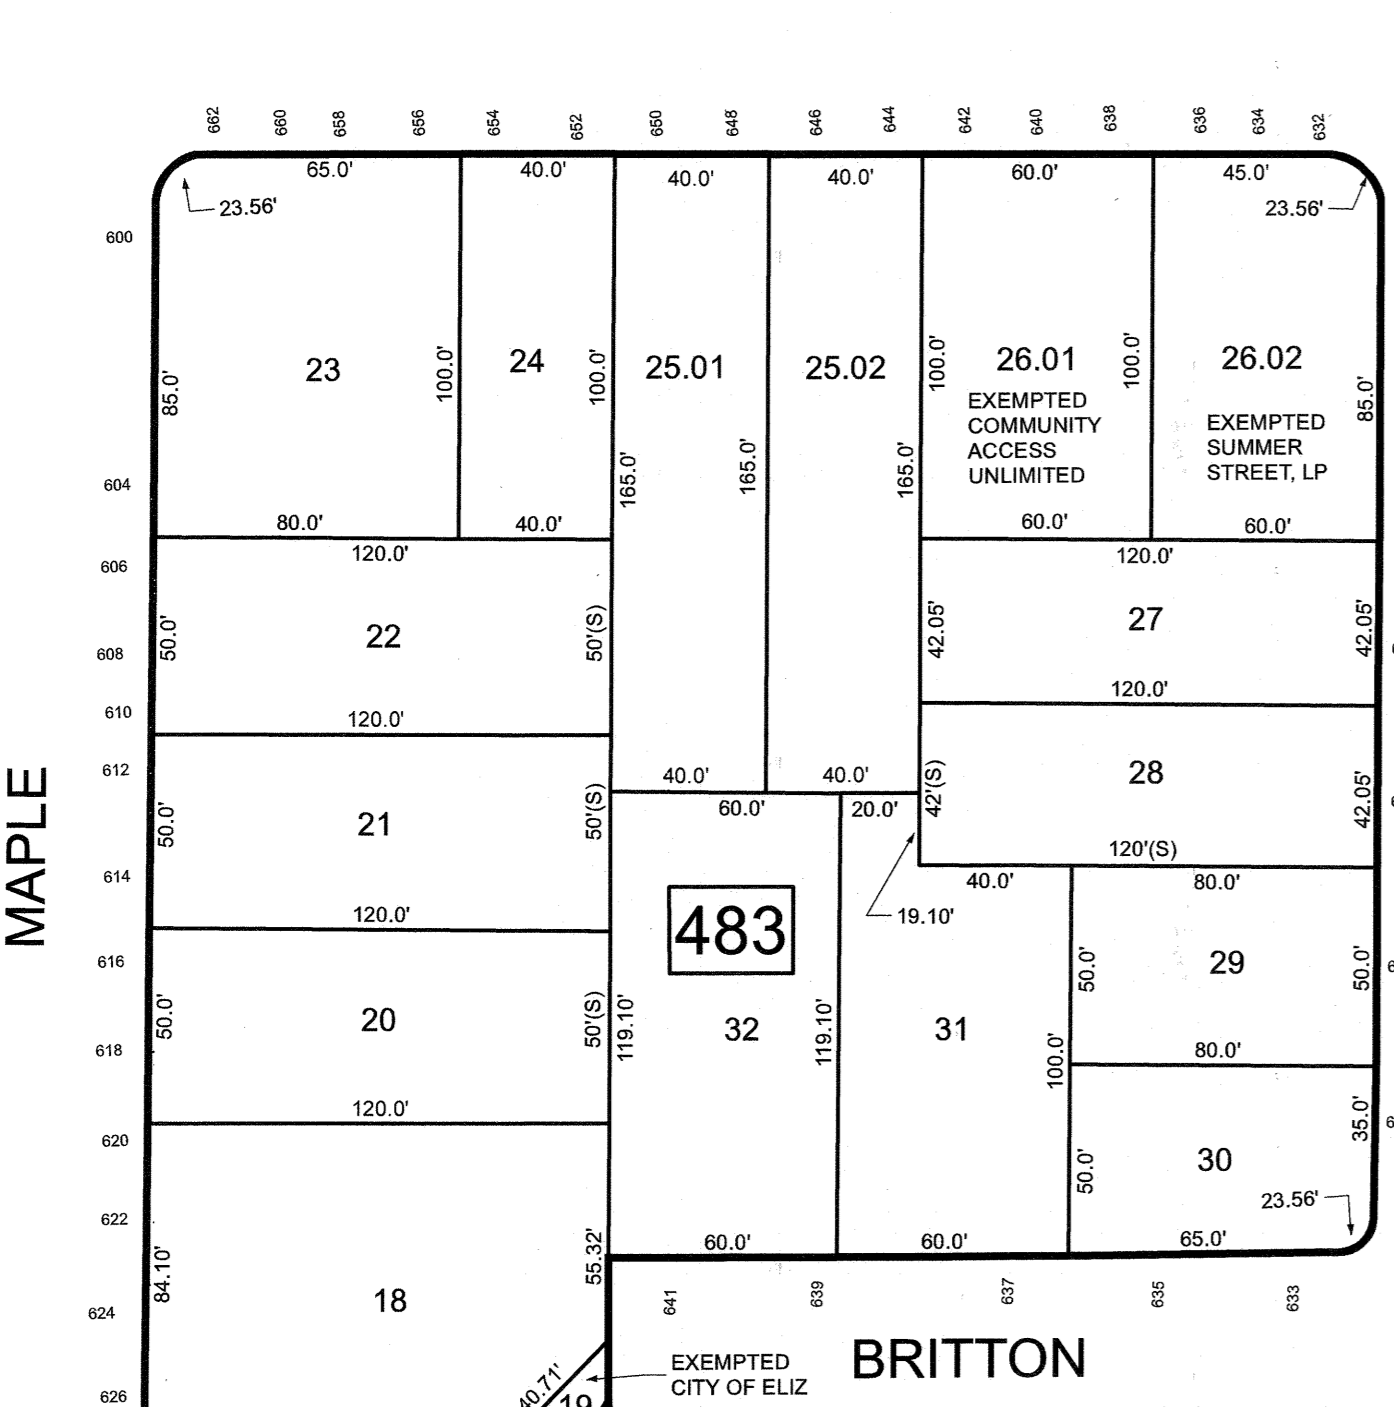 662 660 658 656 654 652 650 648 646 644 642 640 638 636 634 632
65.0' 40.0' 40.0' 40.0' 60.0' 45.0'
23.56' 23.56'
600
23 24 25.01 25.02 26.01 26.02
85.0' 100.0' 100.0' 165.0' 165.0' 165.0' 100.0' 100.0' 85.0'
EXEMPTED
COMMUNITY
ACCESS
UNLIMITED
EXEMPTED
SUMMER
STREET, LP
604
80.0' 40.0' 60.0' 60.0'
120.0' 120.0'
606
22 27
50.0' 50'(S) 42.05' 42.05'
608
120.0' 120.0'
610
612
40.0' 40.0'
60.0' 20.0'
28
42'(S) 42.05'
21
50.0' 50'(S)
120'(S)
614
40.0' 80.0'
120.0' 19.10'
MAPLE
483
616
29
50.0' 50.0'
20 32 31
50.0' 50'(S) 119.10' 119.10' 100.0'
618
80.0'
120.0'
620
35.0'
30
50.0'
23.56'
622
60.0' 60.0' 65.0'
84.10' 55.32'
18
624
641 639 637 635 633
BRITTON
EXEMPTED
CITY OF ELIZ
40.71'
19
626